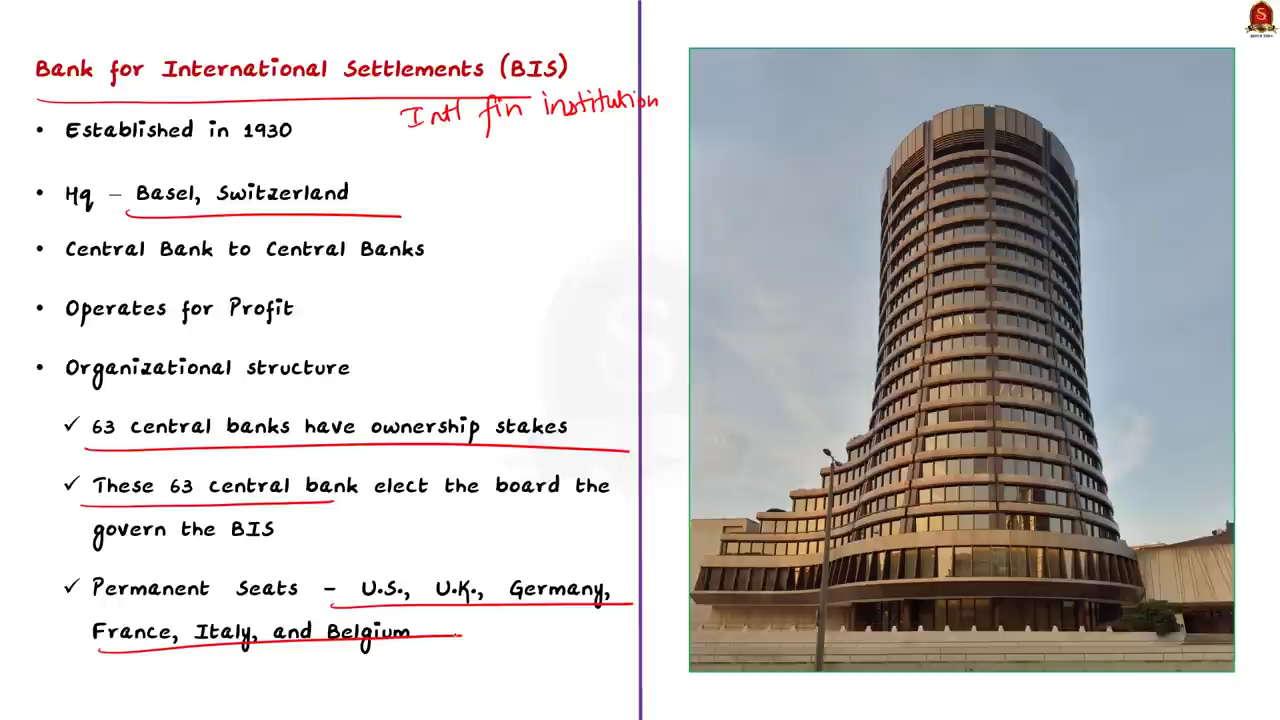 Bank for International Settlements (BIS)
Intl fin institution
• Established in 1930
• Hq – Basel, Switzerland
• Central Bank to Central Banks
• Operates for Profit
• Organizational structure
✓ 63 central banks have ownership stakes
✓ These 63 central bank elect the board the
govern the BIS
✓ Permanent Seats – U.S., U.K., Germany,
France, Italy, and Belgium
S